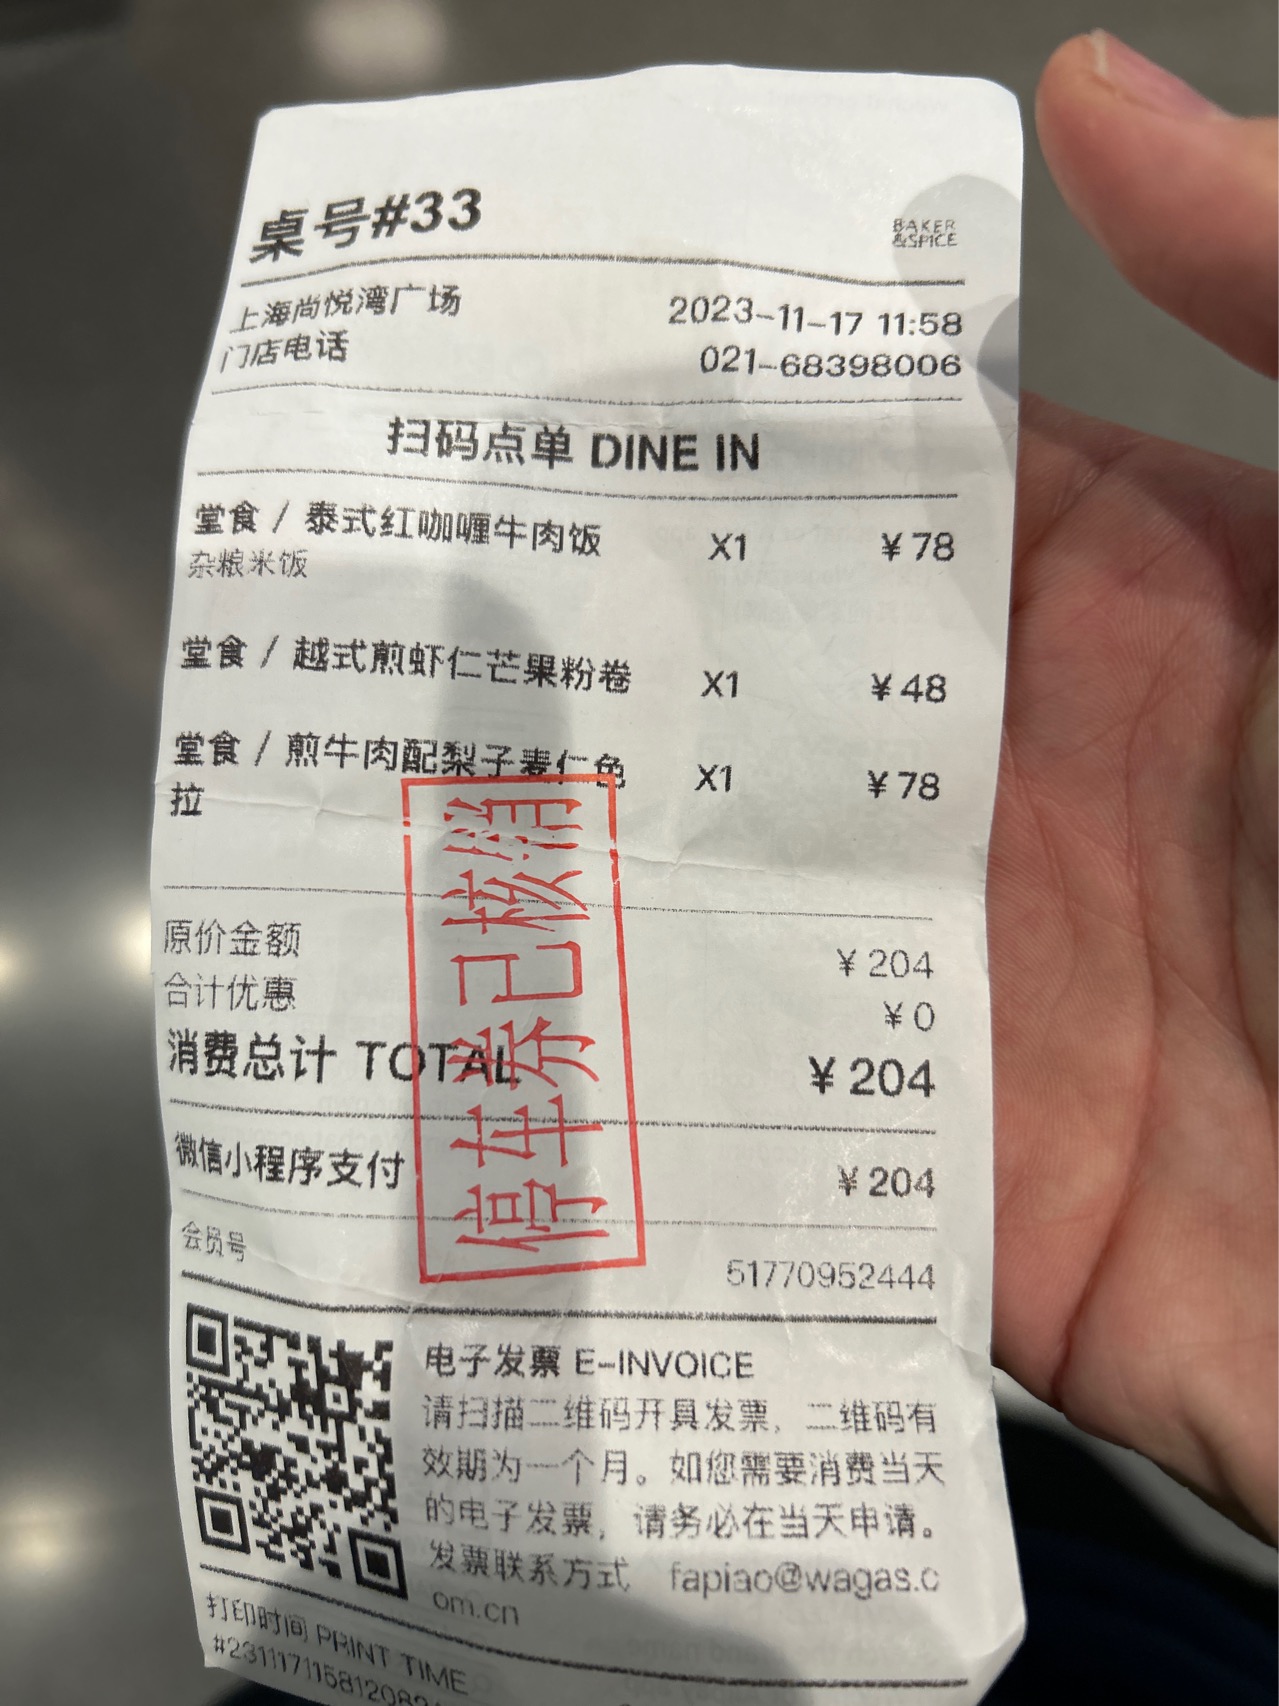 桌号#33
BAKER
&SPICE
上海尚悦湾广场 2023-11-17 11:58
门店电话 021-68398006
扫码点单 DINE IN
堂食 / 泰式红咖喱牛肉饭 X1 ¥78
杂粮米饭
堂食 / 越式煎虾仁芒果粉卷 X1 ¥48
堂食 / 煎牛肉配梨子麦仁色 X1 ¥78
拉
原价金额 ¥204
合计优惠 ¥0
消费总计 TOTAL ¥204
微信小程序支付 ¥204
停车券已核销
会员号 51770952444
电子发票 E-INVOICE
请扫描二维码开具发票，二维码有
效期为一个月。如您需要消费当天
的电子发票，请务必在当天申请。
发票联系方式 fapiao@wagas.c
om.cn
打印时间 PRINT TIME